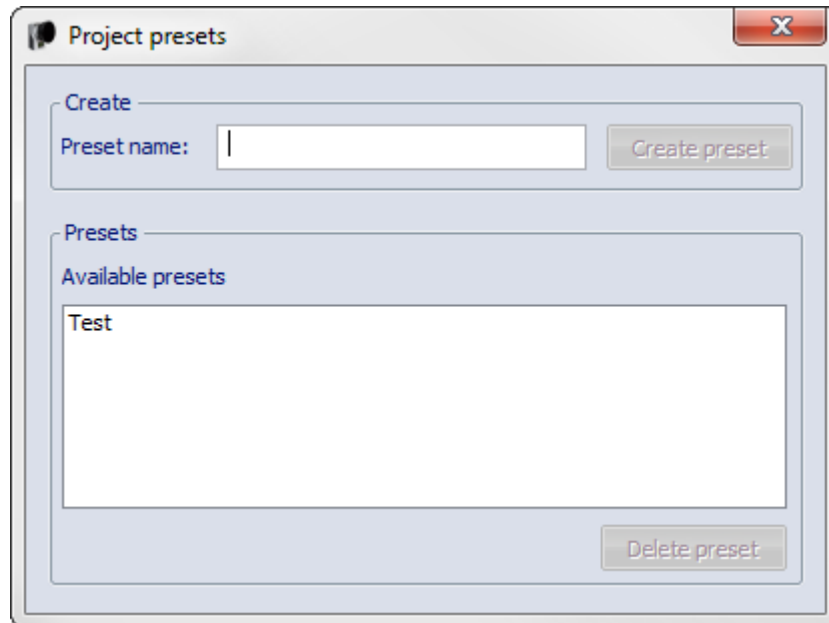 Project presets
Create
Preset name:
Create preset
Presets
Available presets
Test
Delete preset